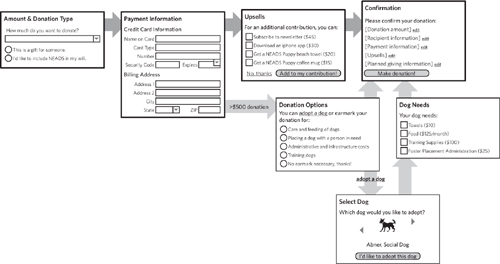 Amount & Donation Type
How much do you want to donate?
This is a gift for someone
I'd like to include NEADS in my will.
Payment Information
Credit Card Information
Name on Card
Card Type
Number
Security Code
Expires
Billing Address
Address 1
Address 2
City
State
ZIP
Upsells
For an additional contribution, you can:
Subscribe to newsletter ($45)
Download an iphone app ($30)
Get a NEADS Puppy beach towel ($20)
Get a NEADS Puppy coffee mug ($15)
No, thanks
Add to my contribution!
Confirmation
Please confirm your donation:
[Donation amount] edit
[Recipient information] edit
[Payment information] edit
[Upsells] edit
[Planned giving information] edit
Make donation!
>$500 donation
Donation Options
You can adopt a dog or earmark your
donation for:
Care and feeding of dogs
Placing a dog with a person in need
Administrative and infrastructure costs
Training dogs
No earmark necessary, thanks!
Dog Needs
Your dog needs:
Towels ($10)
Food ($125/month)
Training Supplies ($100)
Foster Placement Administration ($25)
adopt a dog
Select Dog
Which dog would you like to adopt?
Abner, Social Dog
I'd like to adopt this dog